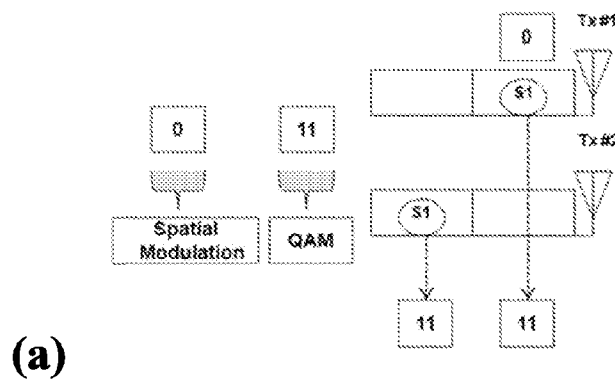 0
Tx #1
S1
0
11
Tx #2
Spatial
Modulation
QAM
S1
11
11
(a)